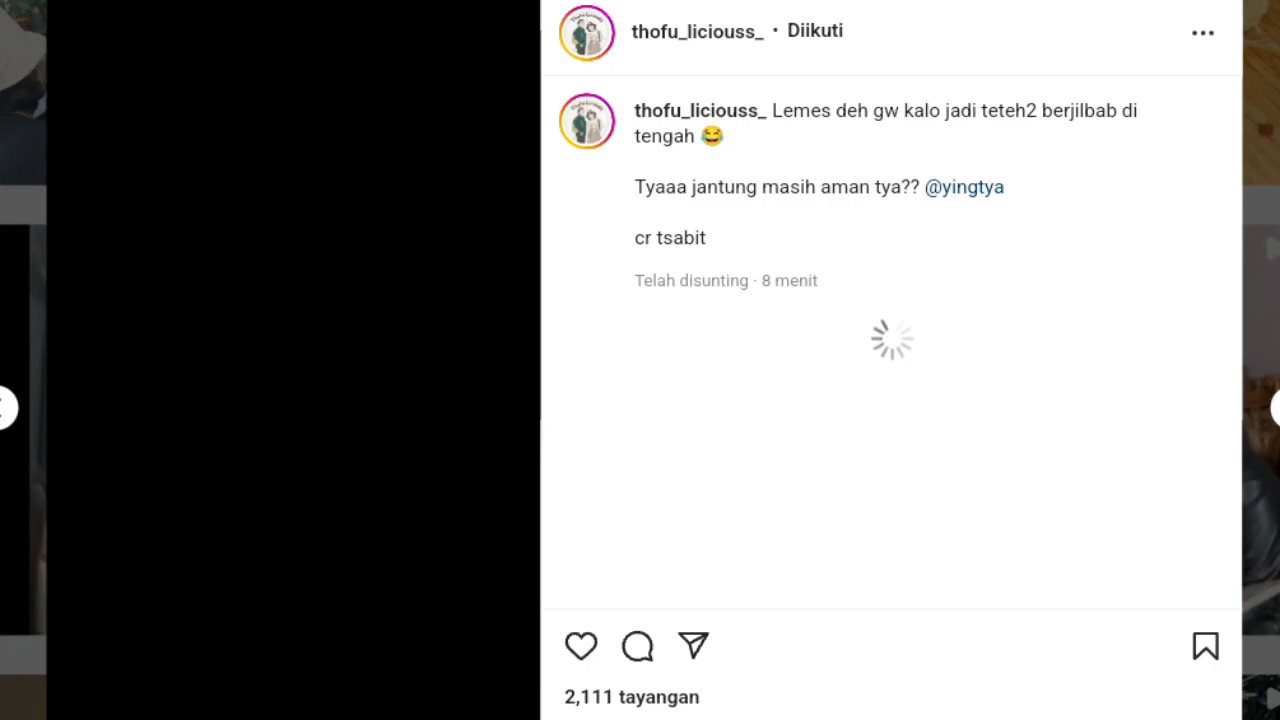 thofu_liciouss_ • Diikuti
thofu_liciouss_ Lemes deh gw kalo jadi teteh2 berjilbab di
tengah 😂
Tyaaa jantung masih aman tya?? @yingtya
cr tsabit
Telah disunting · 8 menit
2,111 tayangan